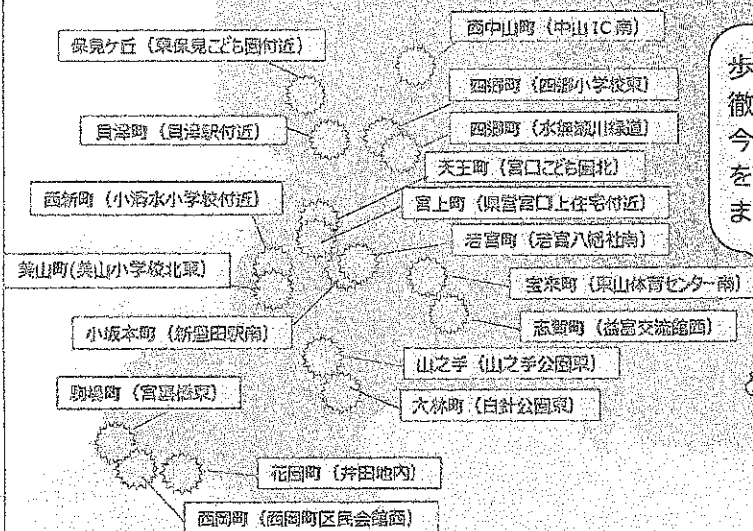 西中山町（中山IC南）
保見ケ丘（東保見こども園付近）
四郷町（四郷小学校東）
貝津町（貝津駅付近）
四郷町（水無瀬川緑道）
天王町（宮口こども園北）
西新町（小清水小学校付近）
宮上町（県営宮口上住宅付近）
若宮町（若宮八幡社南）
美山町(美山小学校北東）
宝来町（東山体育センター南）
小坂本町（新豊田駅南）
志賀町（益富交流館西）
山之手（山之手公園東）
駒場町（宮裏橋東）
大林町（白針公園東）
花園町（井田地内）
西岡町（西岡町区民会館西）
歩
徹
今
を
ま